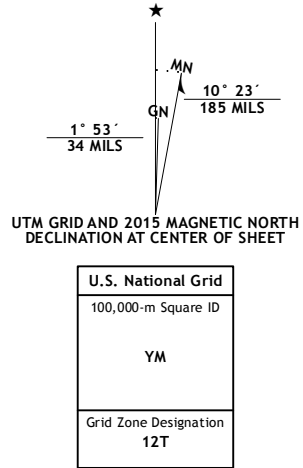 ★
MN
GN
10° 23´
185 MILS
1° 53´
34 MILS
UTM GRID AND 2015 MAGNETIC NORTH
DECLINATION AT CENTER OF SHEET
U.S. National Grid
100,000-m Square ID
YM
Grid Zone Designation
12T